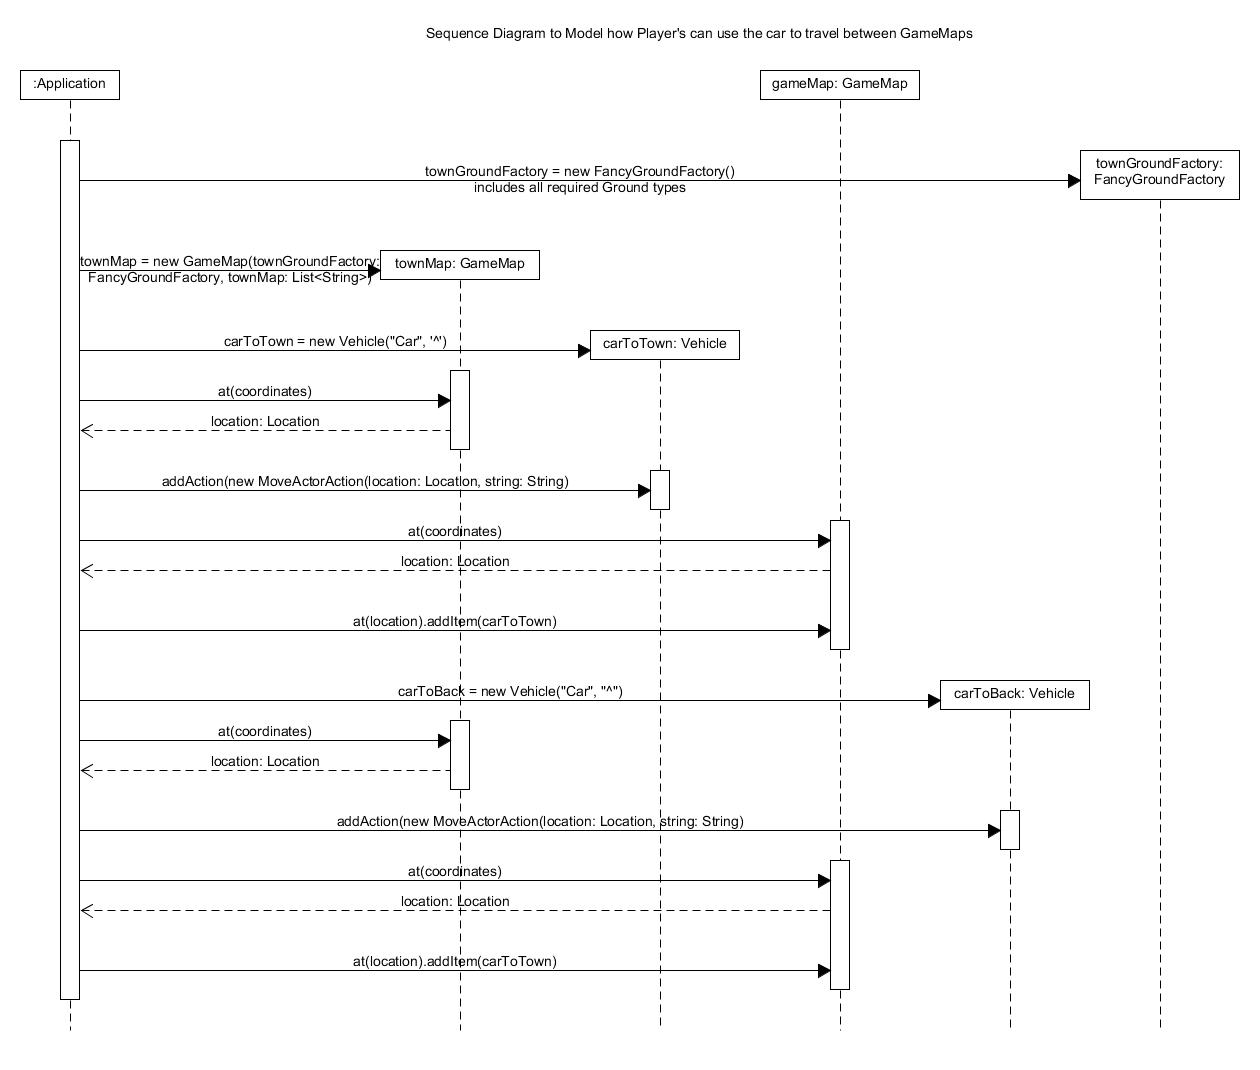 Sequence Diagram to Model how Player's can use the car to travel between GameMaps
:Application
gameMap: GameMap
townGroundFactory = new FancyGroundFactory()
includes all required Ground types
townGroundFactory:
FancyGroundFactory
townMap = new GameMap(townGroundFactory:
FancyGroundFactory, townMap: List<String>)
townMap: GameMap
carToTown = new Vehicle("Car", '^')
carToTown: Vehicle
at(coordinates)
location: Location
addAction(new MoveActorAction(location: Location, string: String)
at(coordinates)
location: Location
at(location).addItem(carToTown)
carToBack = new Vehicle("Car", "^")
carToBack: Vehicle
at(coordinates)
location: Location
addAction(new MoveActorAction(location: Location, string: String)
at(coordinates)
location: Location
at(location).addItem(carToTown)